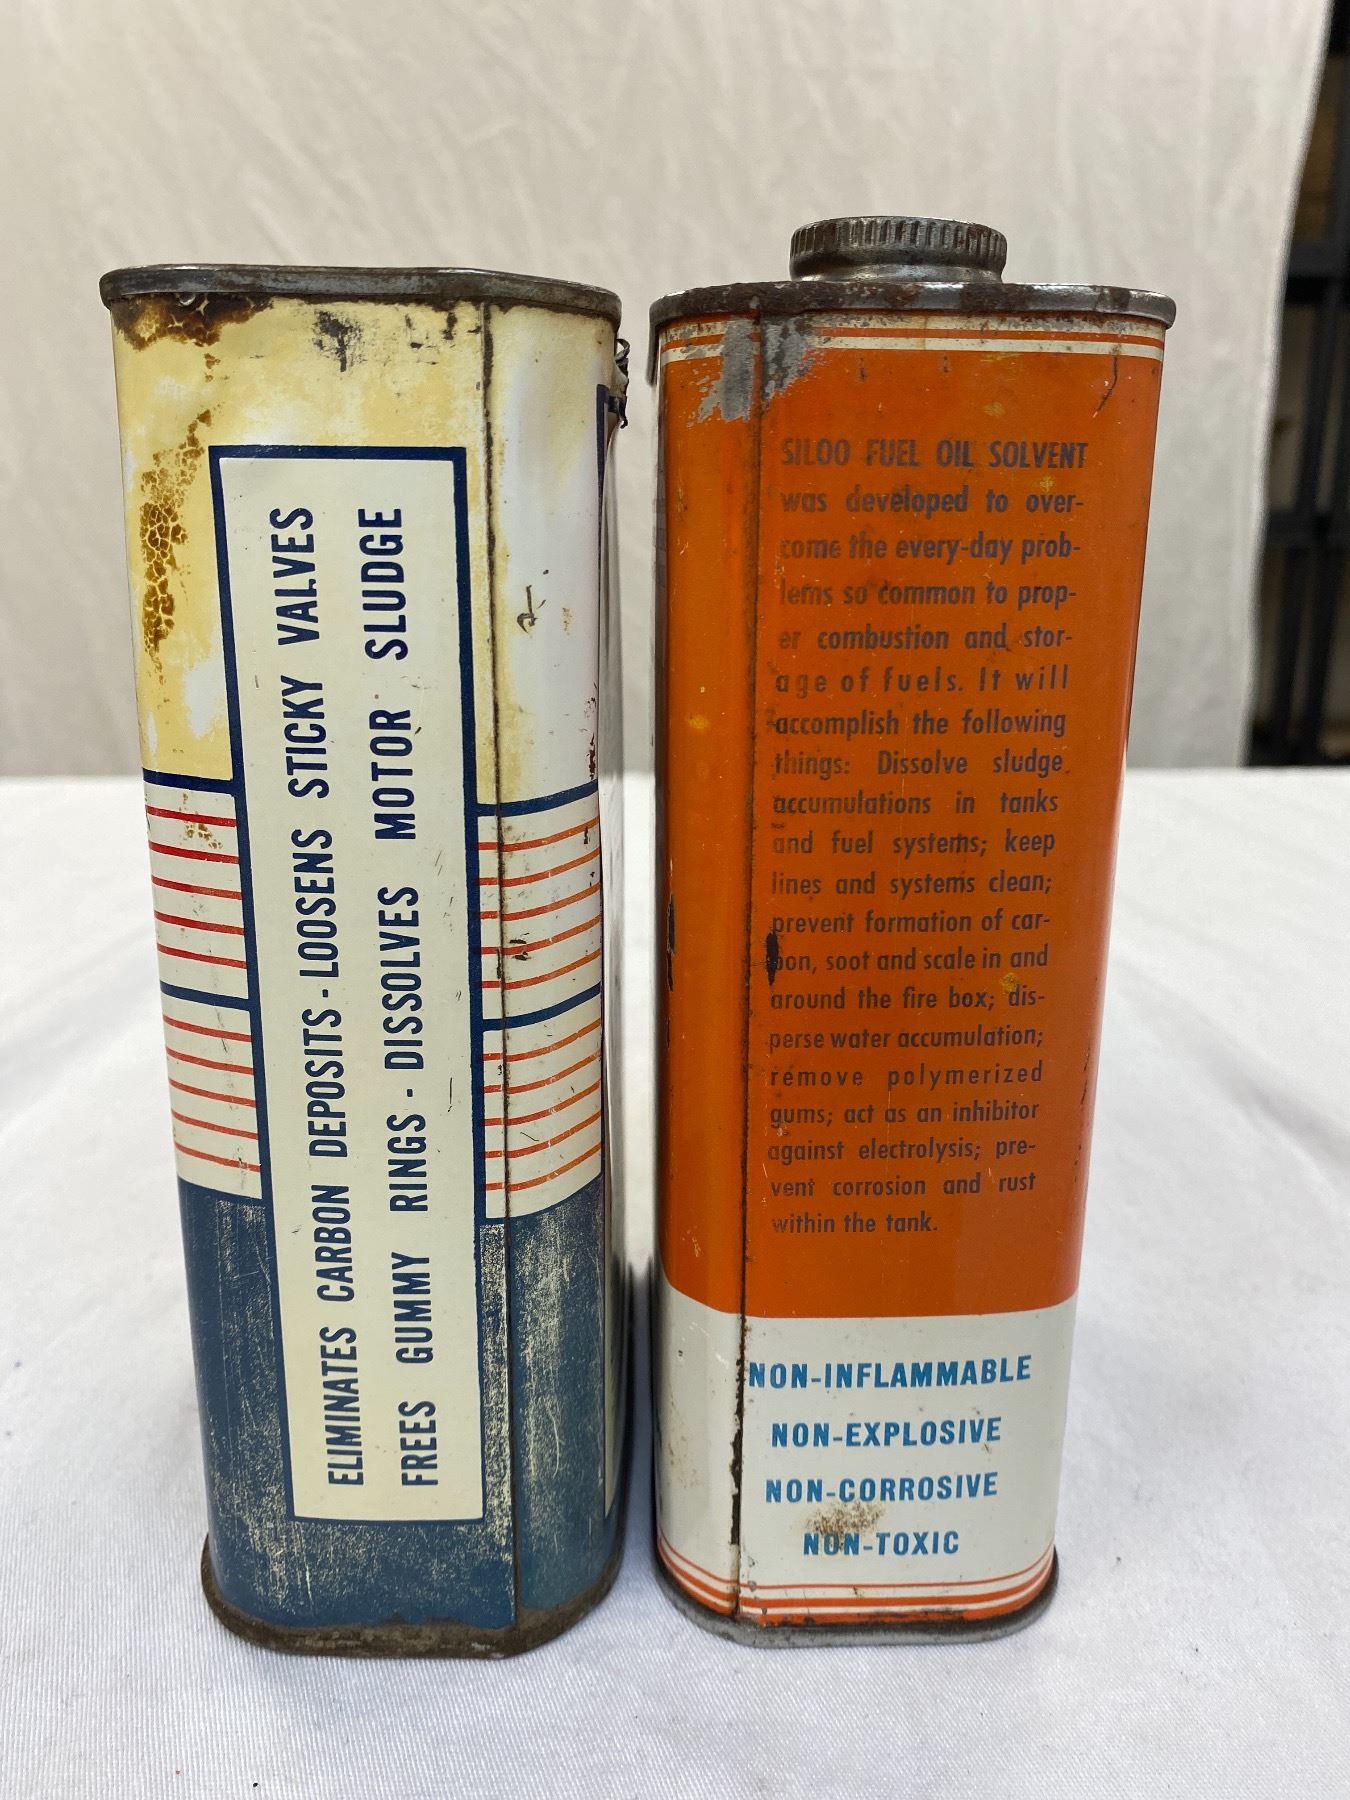 ELIMINATES CARBON DEPOSITS - LOOSENS STICKY VALVES
FREES GUMMY RINGS - DISSOLVES MOTOR SLUDGE
SILOO FUEL OIL SOLVENT
was developed to over-
come the every-day prob-
lems so common to prop-
er combustion and stor-
age of fuels. It will
accomplish the following
things: Dissolve sludge
accumulations in tanks
and fuel systems; keep
lines and systems clean;
prevent formation of car-
bon, soot and scale in and
around the fire box; dis-
perse water accumulation;
remove polymerized
gums; act as an inhibitor
against electrolysis; pre-
vent corrosion and rust
within the tank.
NON-INFLAMMABLE
NON-EXPLOSIVE
NON-CORROSIVE
NON-TOXIC